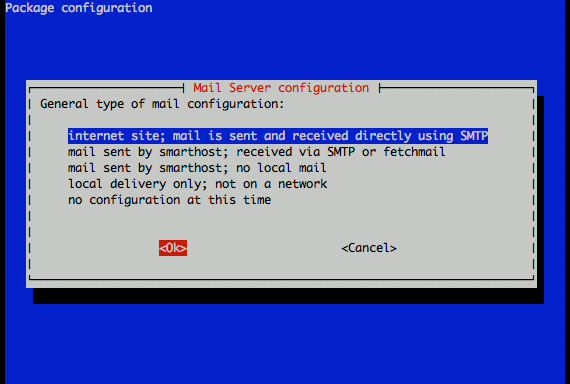 Package configuration
Mail Server configuration
General type of mail configuration:
internet site; mail is sent and received directly using SMTP
mail sent by smarthost; received via SMTP or fetchmail
mail sent by smarthost; no local mail
local delivery only; not on a network
no configuration at this time
<Ok> <Cancel>